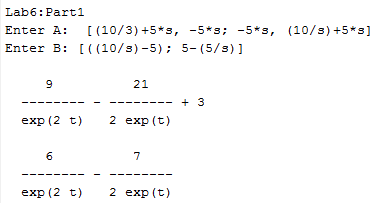 Lab6:Part1
Enter A:  [(10/3)+5*s, -5*s; -5*s, (10/s)+5*s]
Enter B: [((10/s)-5); 5-(5/s)]
9 21
-------- - -------- + 3
exp(2 t) 2 exp(t)
6 7
-------- - --------
exp(2 t) 2 exp(t)